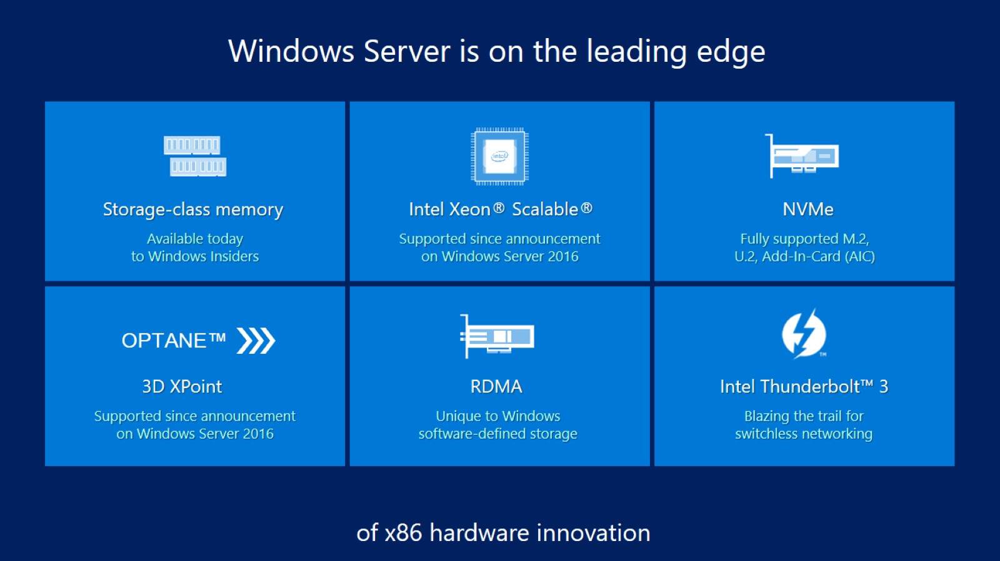 Windows Server is on the leading edge
Storage-class memory
Available today
to Windows Insiders
intel
Intel Xeon® Scalable®
Supported since announcement
on Windows Server 2016
NVMe
Fully supported M.2,
U.2, Add-In-Card (AIC)
OPTANE™
3D XPoint
Supported since announcement
on Windows Server 2016
RDMA
Unique to Windows
software-defined storage
TM
Intel Thunderbolt™ 3
Blazing the trail for
switchless networking
of x86 hardware innovation